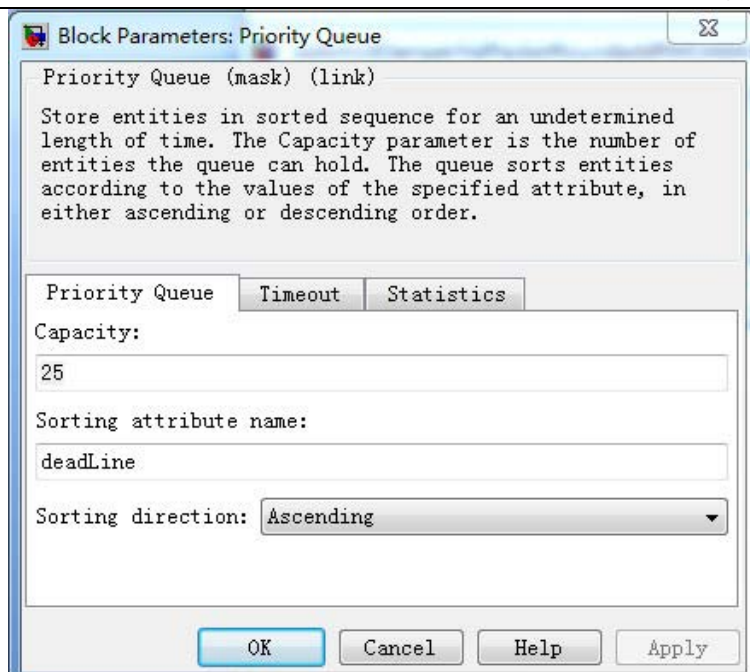 Block Parameters: Priority Queue
Priority Queue (mask) (link)
Store entities in sorted sequence for an undetermined
length of time. The Capacity parameter is the number of
entities the queue can hold. The queue sorts entities
according to the values of the specified attribute, in
either ascending or descending order.
Priority Queue Timeout Statistics
Capacity:
25
Sorting attribute name:
deadLine
Sorting direction: Ascending
OK Cancel Help Apply